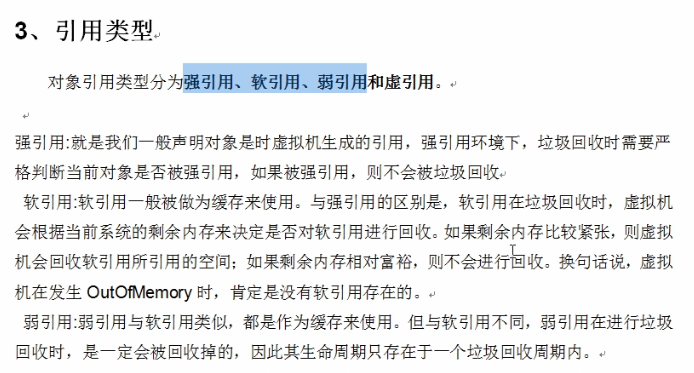 3、引用类型
对象引用类型分为强引用、软引用、弱引用和虚引用。
强引用:就是我们一般声明对象是时虚拟机生成的引用，强引用环境下，垃圾回收时需要严
格判断当前对象是否被强引用，如果被强引用，则不会被垃圾回收
软引用:软引用一般被做为缓存来使用。与强引用的区别是，软引用在垃圾回收时，虚拟机
会根据当前系统的剩余内存来决定是否对软引用进行回收。如果剩余内存比较紧张，则虚拟
机会回收软引用所引用的空间；如果剩余内存相对富裕，则不会进行回收。换句话说，虚拟
机在发生 OutOfMemory 时，肯定是没有软引用存在的。
弱引用:弱引用与软引用类似，都是作为缓存来使用。但与软引用不同，弱引用在进行垃圾
回收时，是一定会被回收掉的，因此其生命周期只存在于一个垃圾回收周期内。